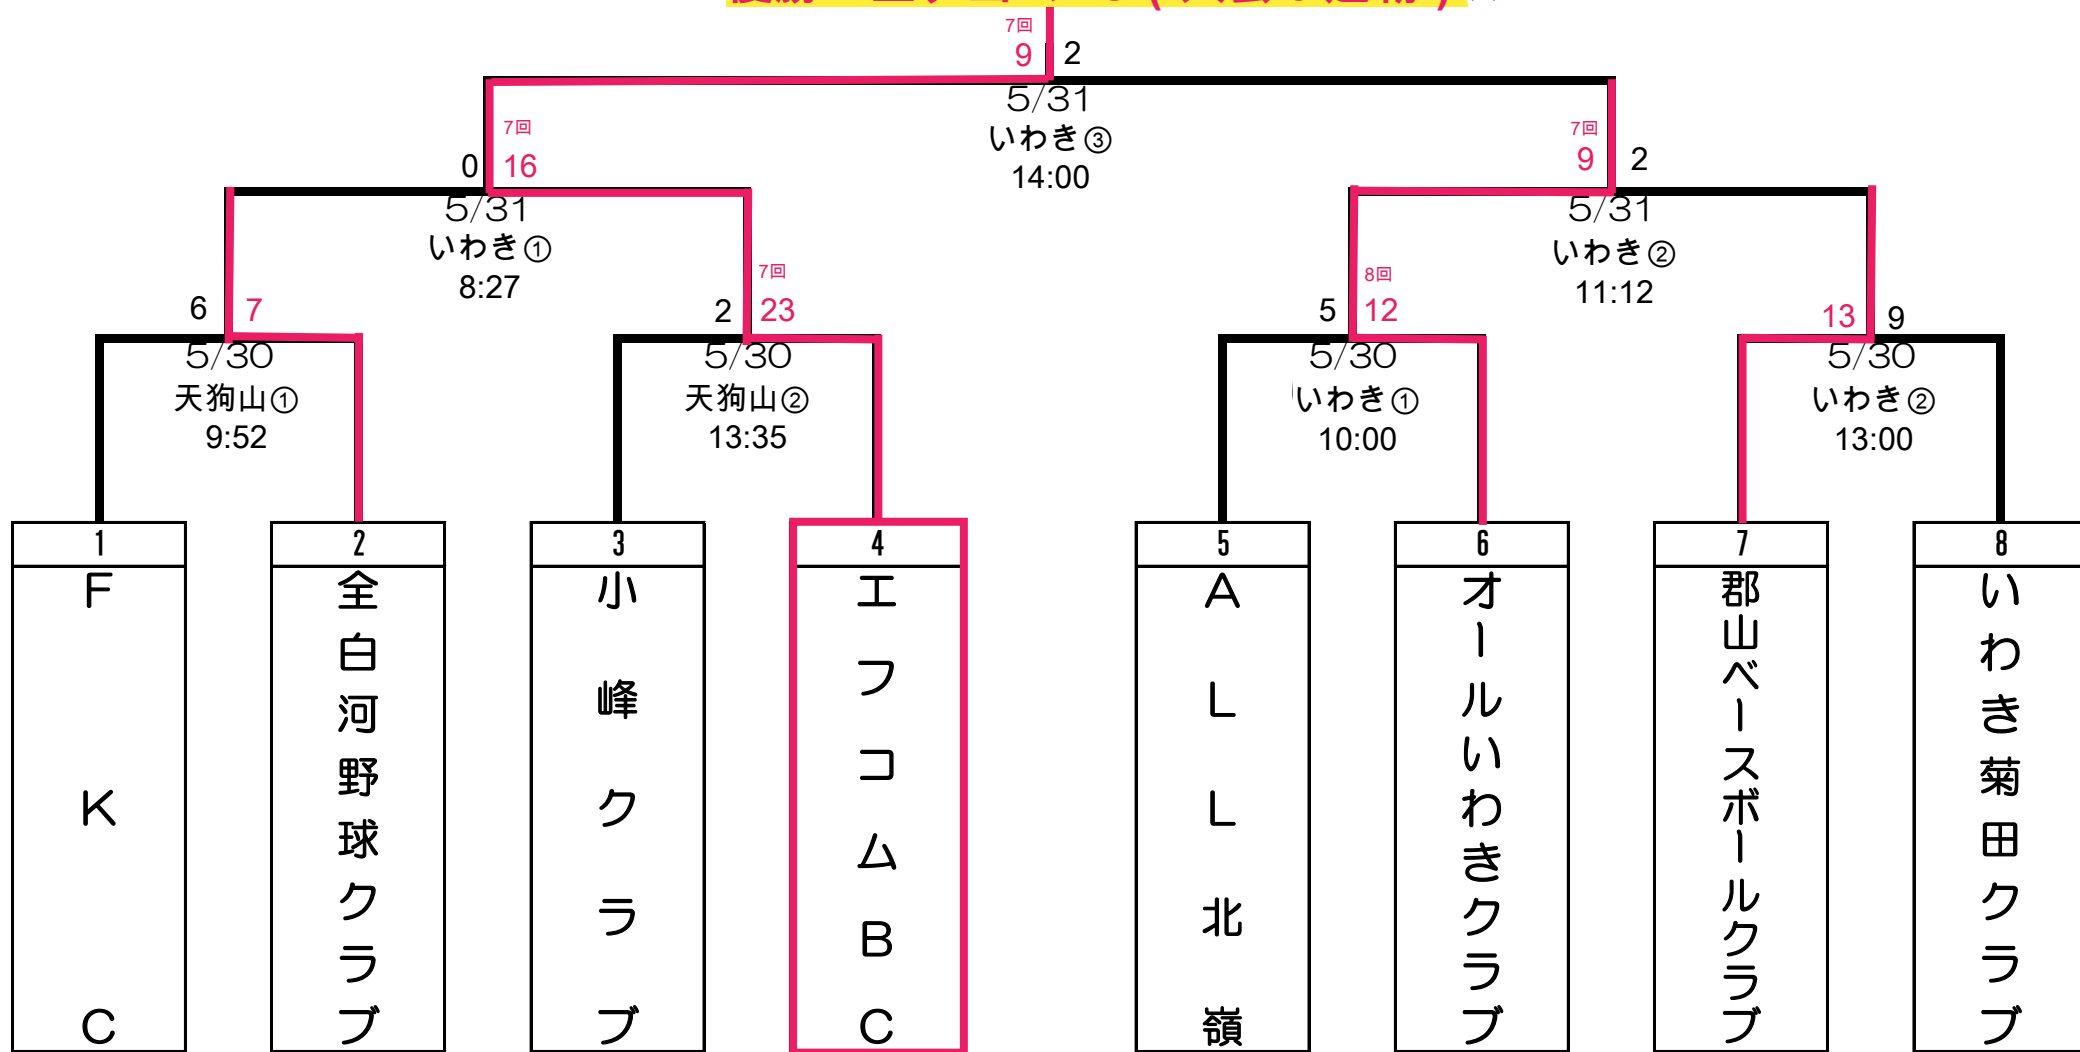 7回
9 2
5/31
いわき③
14:00
7回
0 16
5/31
いわき①
8:27
7回
9 2
5/31
いわき②
11:12
6 7
5/30
天狗山①
9:52
7回
2 23
5/30
天狗山②
13:35
8回
5 12
5/30
いわき①
10:00
13 9
5/30
いわき②
13:00
1
FKC
2
全白河野球クラブ
3
小峰クラブ
4
エフコムBC
5
ALL北嶺
6
オールいわきクラブ
7
郡山ベースボールクラブ
8
いわき菊田クラブ